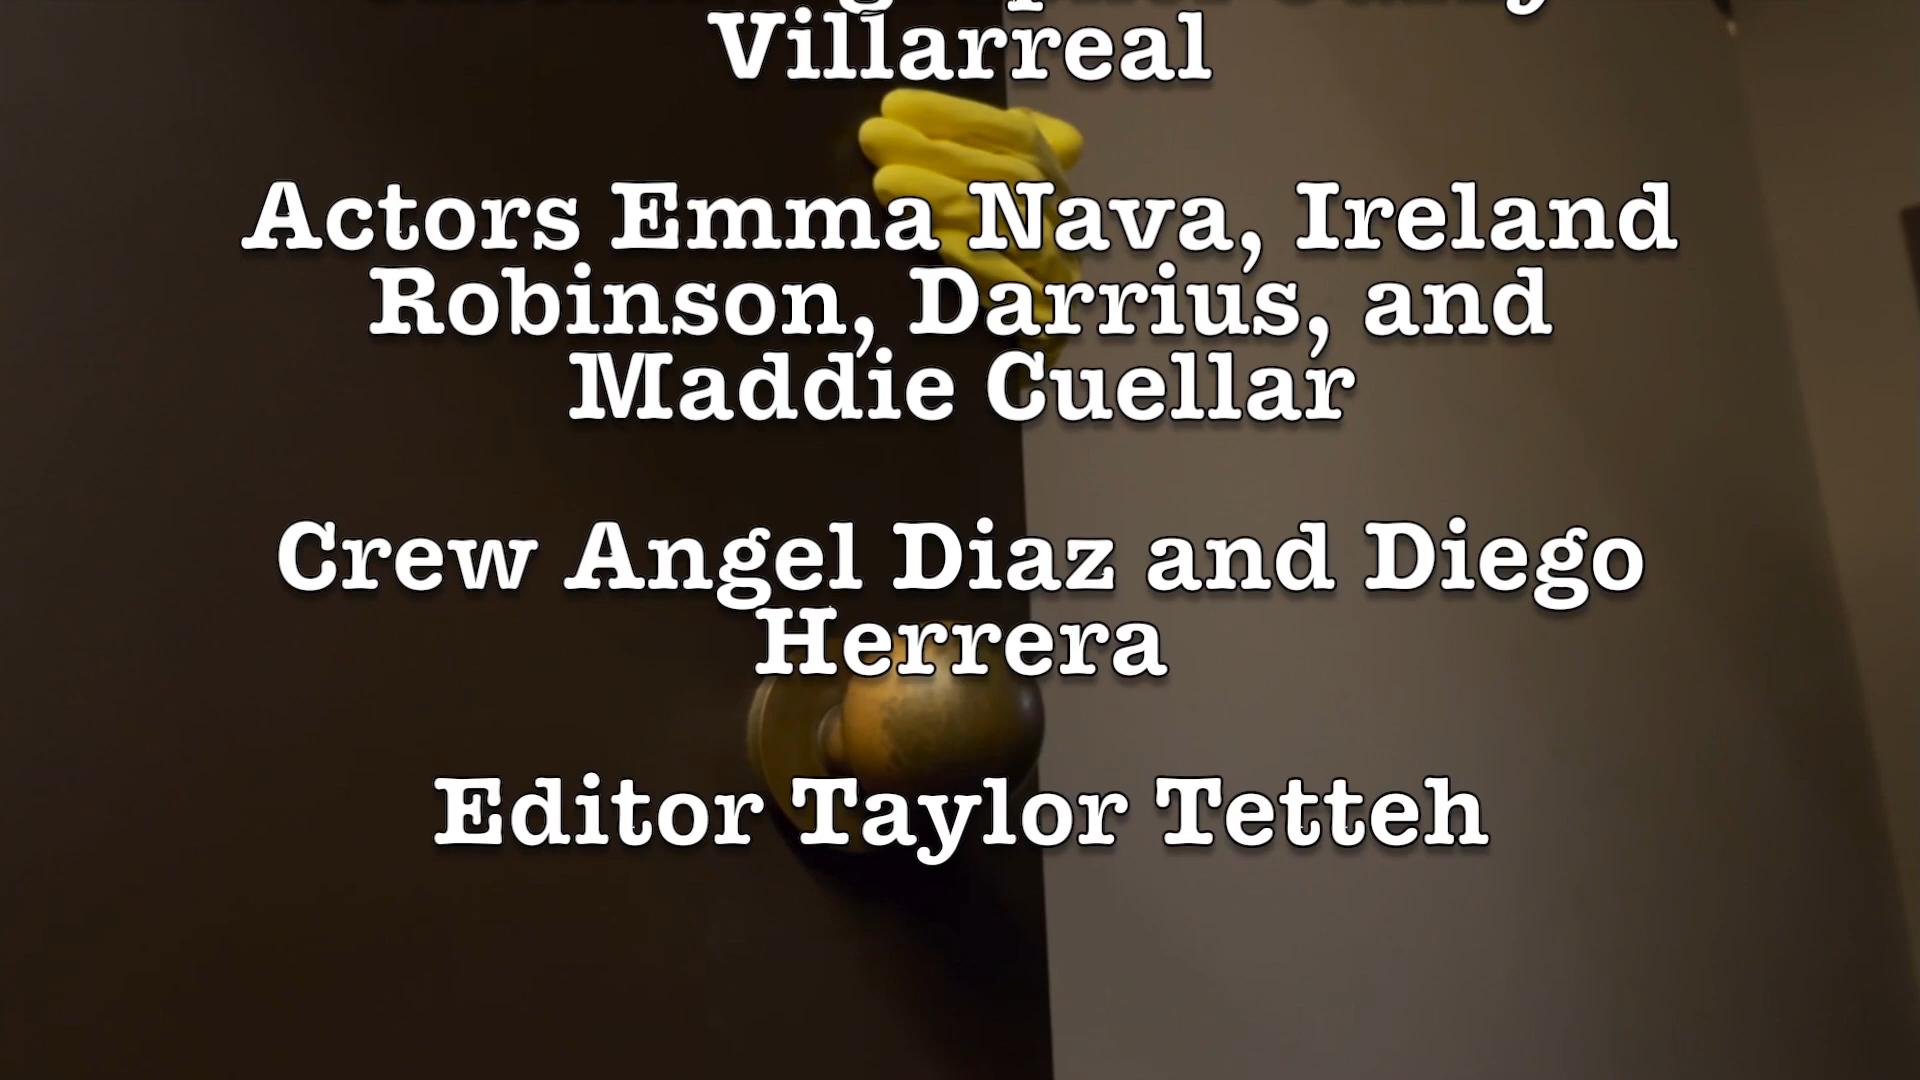 Villarreal
Actors Emma Nava, Ireland
Robinson, Darrius, and
Maddie Cuellar
Crew Angel Diaz and Diego
Herrera
Editor Taylor Tetteh